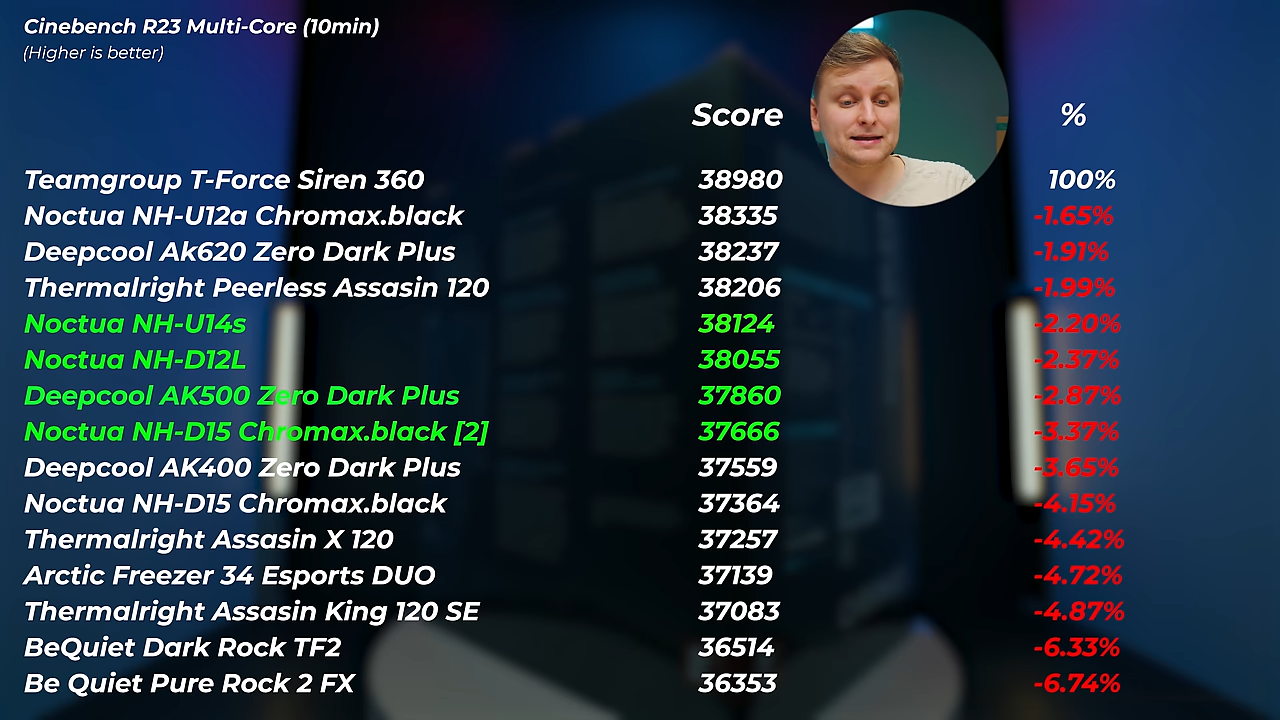 Cinebench R23 Multi-Core (10min)
(Higher is better)
Score %
Teamgroup T-Force Siren 360 38980 100%
Noctua NH-U12a Chromax.black 38335 -1.65%
Deepcool Ak620 Zero Dark Plus 38237 -1.91%
Thermalright Peerless Assasin 120 38206 -1.99%
Noctua NH-U14s 38124 -2.20%
Noctua NH-D12L 38055 -2.37%
Deepcool AK500 Zero Dark Plus 37860 -2.87%
Noctua NH-D15 Chromax.black [2] 37666 -3.37%
Deepcool AK400 Zero Dark Plus 37559 -3.65%
Noctua NH-D15 Chromax.black 37364 -4.15%
Thermalright Assasin X 120 37257 -4.42%
Arctic Freezer 34 Esports DUO 37139 -4.72%
Thermalright Assasin King 120 SE 37083 -4.87%
BeQuiet Dark Rock TF2 36514 -6.33%
Be Quiet Pure Rock 2 FX 36353 -6.74%